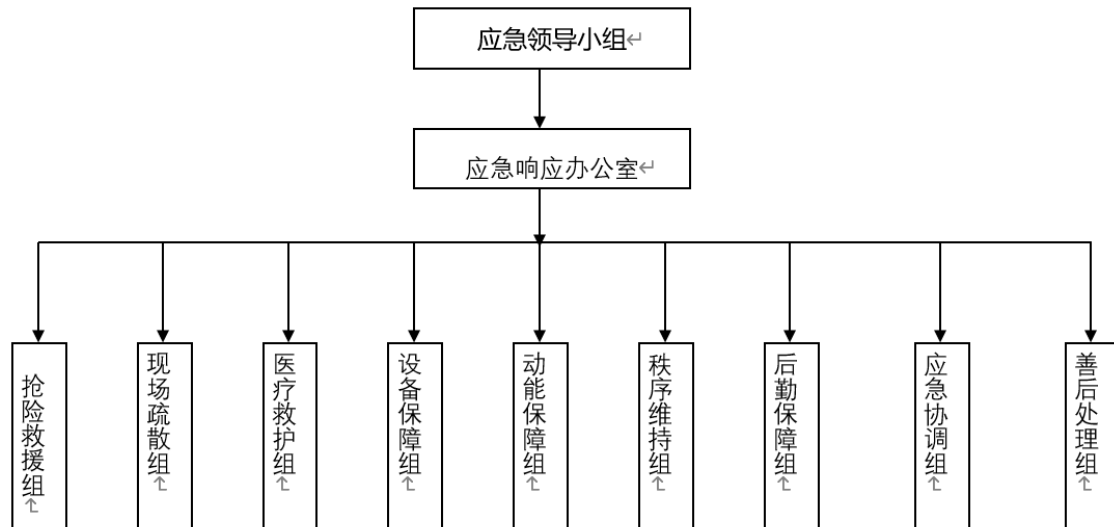 应急领导小组
应急响应办公室
抢险救援组
现场疏散组
医疗救护组
设备保障组
动能保障组
秩序维持组
后勤保障组
应急协调组
善后处理组